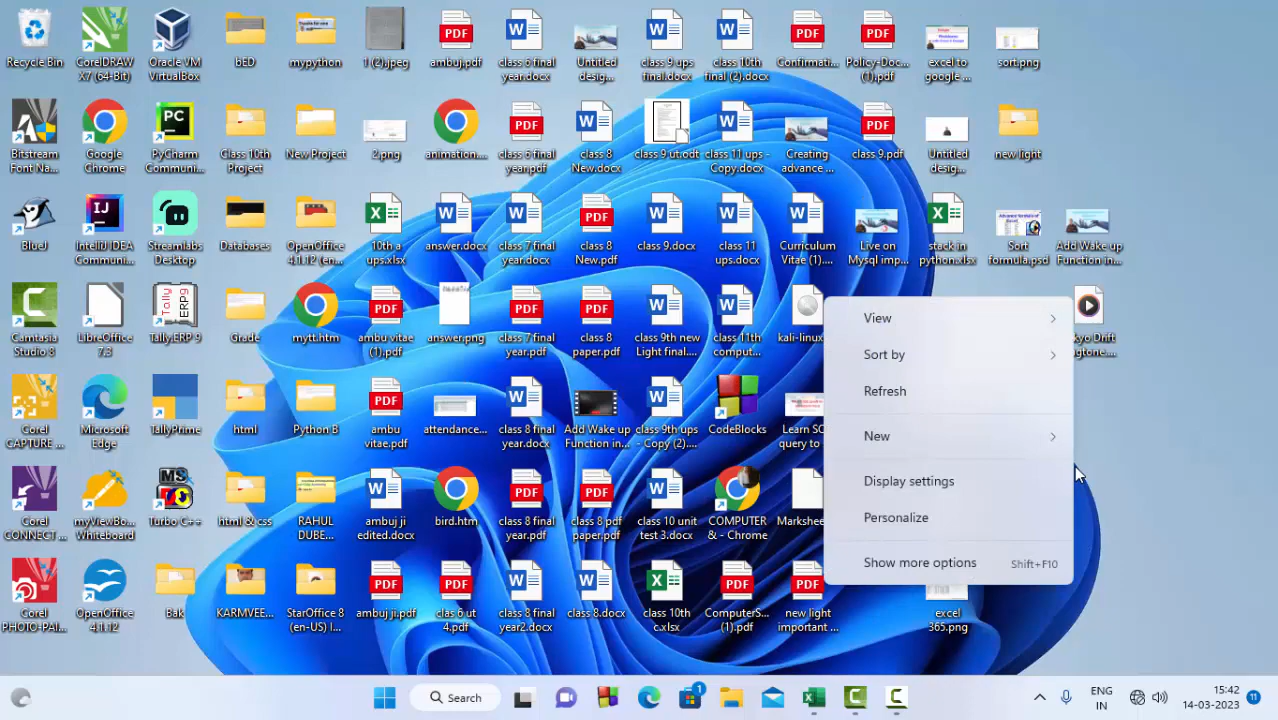 Recycle Bin
CorelDRAW X7 (64-Bit)
Oracle VM VirtualBox
bED
mypython
1 (2).jpeg
ambuji.pdf
class 6 final year.docx
Untitled desig...
class 9 ups final.docx
class 10th final (2).docx
Confirmati...
Policy-Doc... (1).pdf
excel to google ...
sort.png
Bitstream Font Na...
Google Chrome
PyCharm Communi...
Class 10th Project
New Project
2.png
animation....
class 6 final year.pdf
class 8 New.docx
class 9 ut.odt
class 11 ups - Copy.docx
Creating advance ...
class 9.pdf
Untitled desig...
new light
BlueJ
IntelliJ IDEA Communi...
Streamlabs Desktop
Databases
OpenOffice 4.1.12 (en...
10th a ups.xlsx
answer.docx
class 7 final year.docx
class 8 New.pdf
class 9.docx
class 11 ups.docx
Curriculum Vitae (1)....
Live on Mysql imp...
stack in python.xlsx
Sort formula.psd
Add Wake up Function in...
Camtasia Studio 8
LibreOffice 7.3
Tally.ERP 9
Grade
mytt.htm
ambu vitae (1).pdf
answer.png
class 7 final year.pdf
class 8 paper.pdf
class 9th new Light final....
class 11th comput...
kali-linux
Corel CAPTURE ...
Microsoft Edge
TallyPrime
html
Python B
ambu vitae.pdf
attendance...
class 8 final year.docx
Add Wake up Function in...
class 9th ups - Copy (2)....
CodeBlocks
Learn SQ query to
Corel CONNECT ...
myViewBo... Whiteboard
Turbo C++
html & css
RAHUL DUBE...
ambuj ji edited.docx
bird.htm
class 8 final year.pdf
class 8 pdf paper.pdf
class 10 unit test 3.docx
COMPUTER & - Chrome
Markshee
Corel PHOTO-PAI...
OpenOffice 4.1.12
Bak
KARMVEE...
StarOffice 8 (en-US) I...
ambuj ji.pdf
clas 6 ut 4.pdf
class 8 final year2.docx
class 8.docx
class 10th c.xlsx
ComputerS... (1).pdf
new light important ...
excel 365.png
View
Sort by
Refresh
New
Display settings
Personalize
Show more options Shift+F10
Search
1
ENG IN
15:42
14-03-2023
11